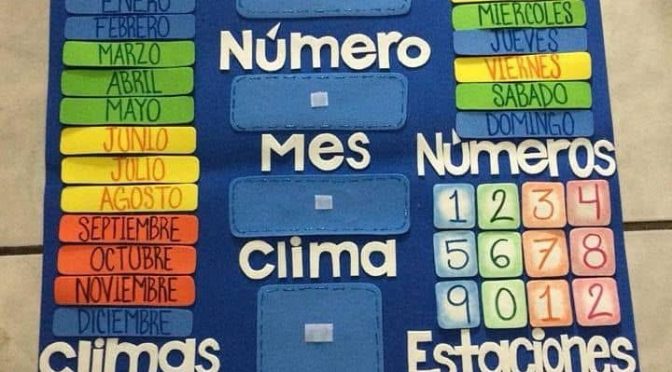 ENERO
FEBRERO
MARZO
ABRIL
MAYO
JUNIO
JULIO
AGOSTO
SEPTIEMBRE
OCTUBRE
NOVIEMBRE
DICIEMBRE
Climas
Número
Mes
Clima
MIERCOLES
JUEVES
VIERNES
SABADO
DOMINGO
Números
1 2 3 4
5 6 7 8
9 0 1 2
Estaciones